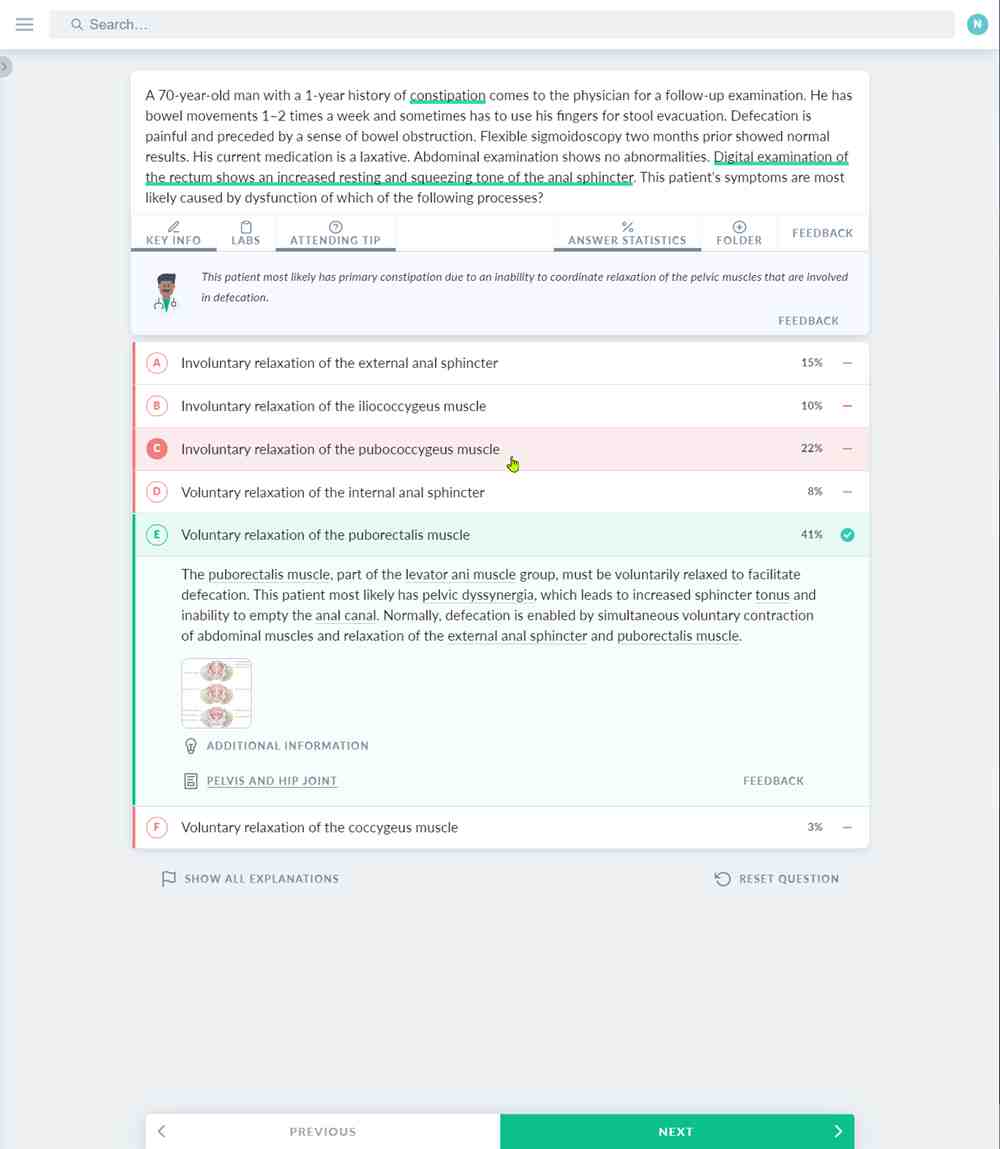 Search...
N
A 70-year-old man with a 1-year history of constipation comes to the physician for a follow-up examination. He has
bowel movements 1–2 times a week and sometimes has to use his fingers for stool evacuation. Defecation is
painful and preceded by a sense of bowel obstruction. Flexible sigmoidoscopy two months prior showed normal
results. His current medication is a laxative. Abdominal examination shows no abnormalities. Digital examination of
the rectum shows an increased resting and squeezing tone of the anal sphincter. This patient's symptoms are most
likely caused by dysfunction of which of the following processes?
KEY INFO LABS ATTENDING TIP ANSWER STATISTICS FOLDER FEEDBACK
This patient most likely has primary constipation due to an inability to coordinate relaxation of the pelvic muscles that are involved
in defecation.
FEEDBACK
A Involuntary relaxation of the external anal sphincter 15%
B Involuntary relaxation of the iliococcygeus muscle 10%
C Involuntary relaxation of the pubococcygeus muscle 22%
D Voluntary relaxation of the internal anal sphincter 8%
E Voluntary relaxation of the puborectalis muscle 41%
The puborectalis muscle, part of the levator ani muscle group, must be voluntarily relaxed to facilitate
defecation. This patient most likely has pelvic dyssynergia, which leads to increased sphincter tonus and
inability to empty the anal canal. Normally, defecation is enabled by simultaneous voluntary contraction
of abdominal muscles and relaxation of the external anal sphincter and puborectalis muscle.
ADDITIONAL INFORMATION
PELVIS AND HIP JOINT FEEDBACK
F Voluntary relaxation of the coccygeus muscle 3%
SHOW ALL EXPLANATIONS RESET QUESTION
PREVIOUS NEXT